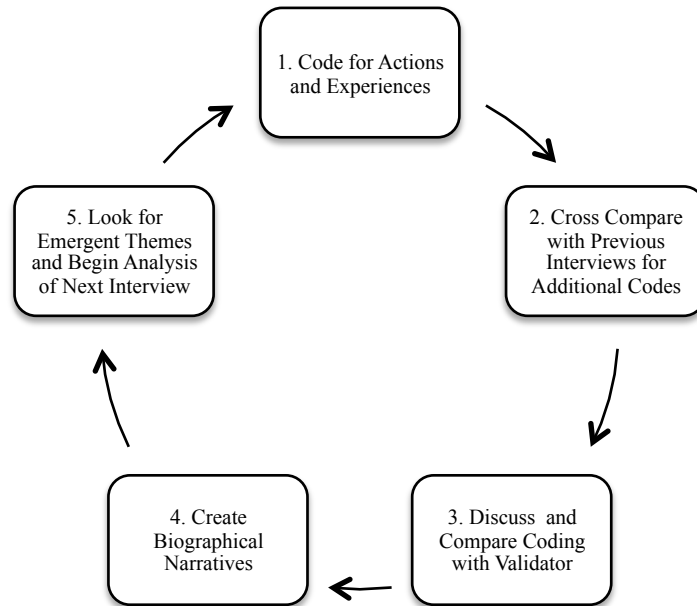 1. Code for Actions
and Experiences
2. Cross Compare
with Previous
Interviews for
Additional Codes
3. Discuss  and
Compare Coding
with Validator
4. Create
Biographical
Narratives
5. Look for
Emergent Themes
and Begin Analysis
of Next Interview